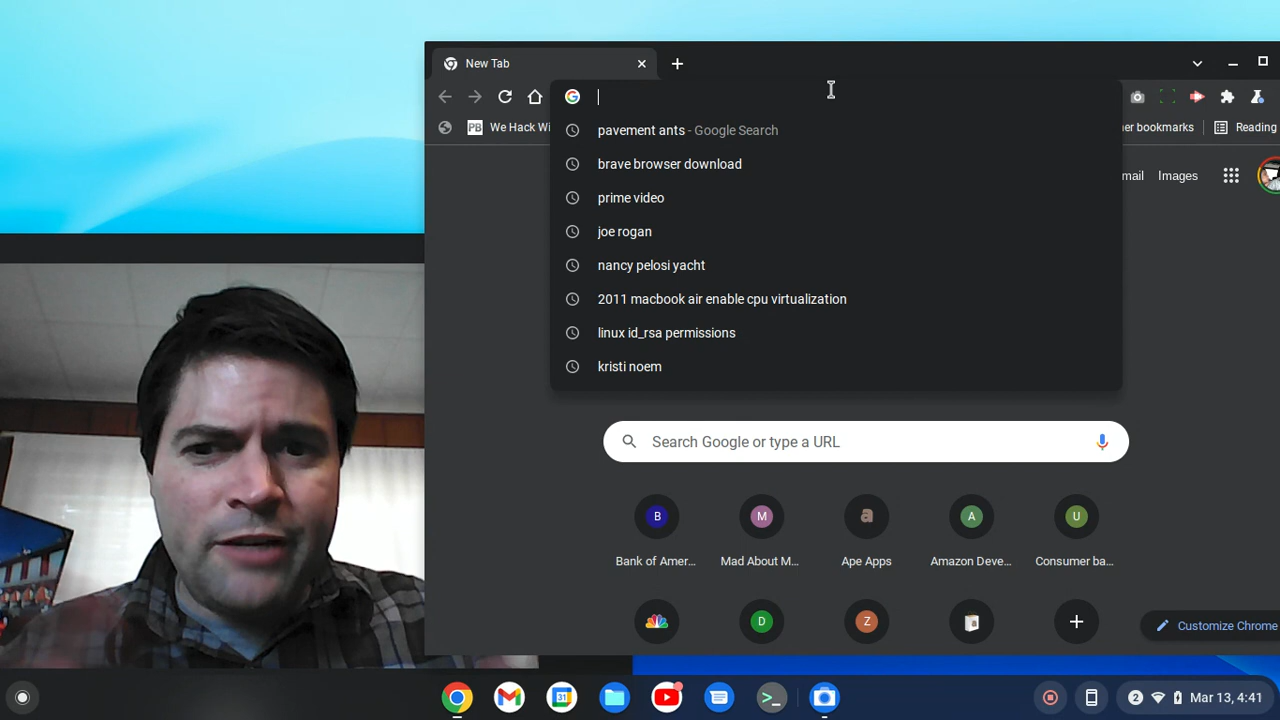 New Tab
PB We Hack Wi
er bookmarks
Reading
pavement ants - Google Search
brave browser download
prime video
joe rogan
nancy pelosi yacht
2011 macbook air enable cpu virtualization
linux id_rsa permissions
kristi noem
mail
Images
Search Google or type a URL
B
M
a
A
U
Bank of Amer...
Mad About M...
Ape Apps
Amazon Deve...
Consumer ba...
D
Z
Customize Chrome
31
2
Mar 13, 4:41